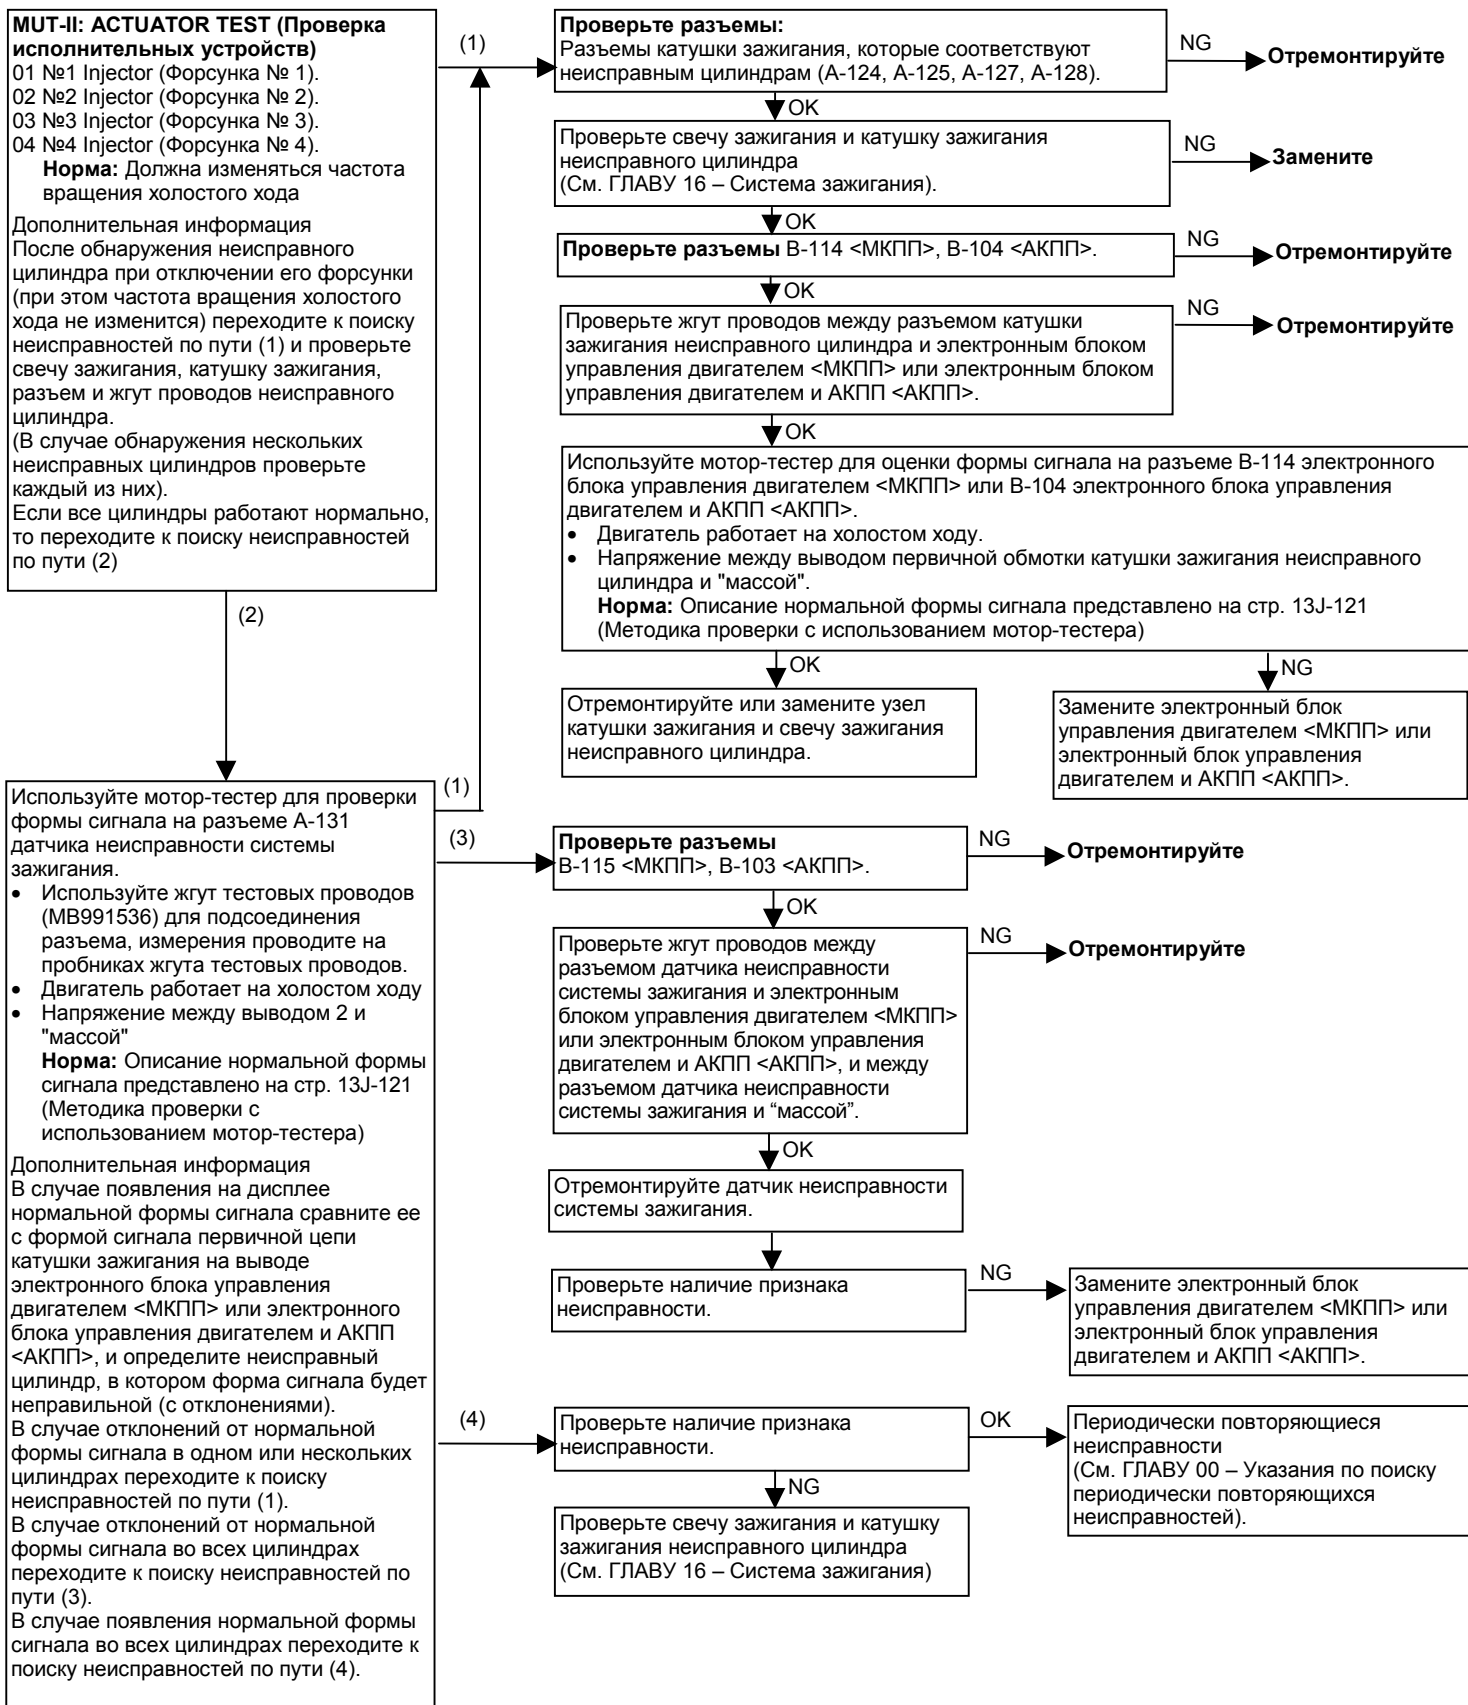 MUT-II: ACTUATOR TEST (Проверка
исполнительных устройств)
01 №1 Injector (Форсунка № 1).
02 №2 Injector (Форсунка № 2).
03 №3 Injector (Форсунка № 3).
04 №4 Injector (Форсунка № 4).
Норма: Должна изменяться частота
вращения холостого хода
Дополнительная информация
После обнаружения неисправного
цилиндра при отключении его форсунки
(при этом частота вращения холостого
хода не изменится) переходите к поиску
неисправностей по пути (1) и проверьте
свечу зажигания, катушку зажигания,
разъем и жгут проводов неисправного
цилиндра.
(В случае обнаружения нескольких
неисправных цилиндров проверьте
каждый из них).
Если все цилиндры работают нормально,
то переходите к поиску неисправностей
по пути (2)
(1)
Проверьте разъемы:
Разъемы катушки зажигания, которые соответствуют
неисправным цилиндрам (А-124, А-125, А-127, А-128).
NG
Отремонтируйте
OK
Проверьте свечу зажигания и катушку зажигания
неисправного цилиндра
(См. ГЛАВУ 16 – Система зажигания).
NG
Замените
OK
Проверьте разъемы В-114 <МКПП>, В-104 <АКПП>.
NG
Отремонтируйте
OK
Проверьте жгут проводов между разъемом катушки
зажигания неисправного цилиндра и электронным блоком
управления двигателем <МКПП> или электронным блоком
управления двигателем и АКПП <АКПП>.
NG
Отремонтируйте
OK
Используйте мотор-тестер для оценки формы сигнала на разъеме В-114 электронного
блока управления двигателем <МКПП> или В-104 электронного блока управления
двигателем и АКПП <АКПП>.
• Двигатель работает на холостом ходу.
• Напряжение между выводом первичной обмотки катушки зажигания неисправного
цилиндра и "массой".
Норма: Описание нормальной формы сигнала представлено на стр. 13J-121
(Методика проверки с использованием мотор-тестера)
OK
NG
Отремонтируйте или замените узел
катушки зажигания и свечу зажигания
неисправного цилиндра.
Замените электронный блок
управления двигателем <МКПП> или
электронный блок управления
двигателем и АКПП <АКПП>.
(2)
Используйте мотор-тестер для проверки
формы сигнала на разъеме А-131
датчика неисправности системы
зажигания.
• Используйте жгут тестовых проводов
(МВ991536) для подсоединения
разъема, измерения проводите на
пробниках жгута тестовых проводов.
• Двигатель работает на холостом ходу
• Напряжение между выводом 2 и
"массой"
Норма: Описание нормальной формы
сигнала представлено на стр. 13J-121
(Методика проверки с
использованием мотор-тестера)
Дополнительная информация
В случае появления на дисплее
нормальной формы сигнала сравните ее
с формой сигнала первичной цепи
катушки зажигания на выводе
электронного блока управления
двигателем <МКПП> или электронного
блока управления двигателем и АКПП
<АКПП>, и определите неисправный
цилиндр, в котором форма сигнала будет
неправильной (с отклонениями).
В случае отклонений от нормальной
формы сигнала в одном или нескольких
цилиндрах переходите к поиску
неисправностей по пути (1).
В случае отклонений от нормальной
формы сигнала во всех цилиндрах
переходите к поиску неисправностей по
пути (3).
В случае появления нормальной формы
сигнала во всех цилиндрах переходите к
поиску неисправностей по пути (4).
(1)
(3)
Проверьте разъемы
В-115 <МКПП>, В-103 <АКПП>.
NG
Отремонтируйте
OK
Проверьте жгут проводов между
разъемом датчика неисправности
системы зажигания и электронным
блоком управления двигателем <МКПП>
или электронным блоком управления
двигателем и АКПП <АКПП>, и между
разъемом датчика неисправности
системы зажигания и “массой”.
NG
Отремонтируйте
OK
Отремонтируйте датчик неисправности
системы зажигания.
Проверьте наличие признака
неисправности.
NG
Замените электронный блок
управления двигателем <МКПП> или
электронный блок управления
двигателем и АКПП <АКПП>.
(4)
Проверьте наличие признака
неисправности.
OK
Периодически повторяющиеся
неисправности
(См. ГЛАВУ 00 – Указания по поиску
периодически повторяющихся
неисправностей).
NG
Проверьте свечу зажигания и катушку
зажигания неисправного цилиндра
(См. ГЛАВУ 16 – Система зажигания)